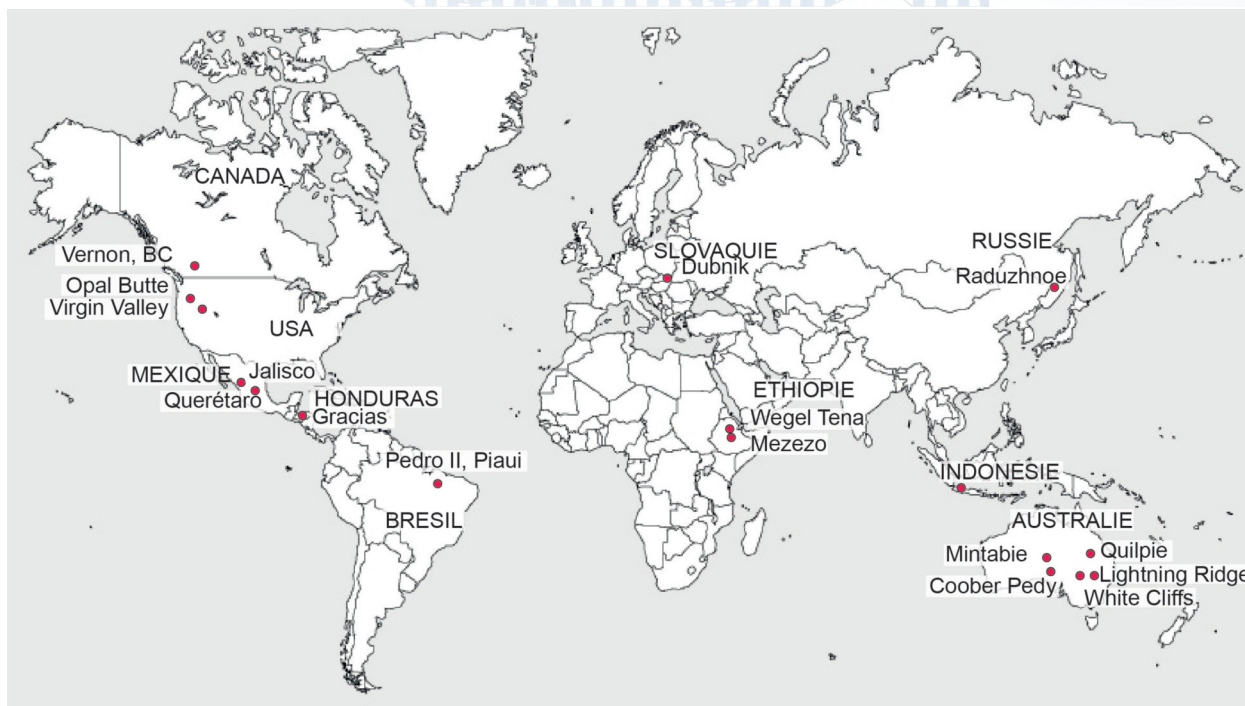 CANADA
Vernon, BC
Opal Butte
Virgin Valley
USA
MEXIQUE
Jalisco
Querétaro
HONDURAS
Gracias
Pedro II, Piaui
BRESIL
SLOVAQUIE
Dubnik
RUSSIE
Raduzhnoe
ETHIOPIE
Wegel Tena
Mezezo
INDONESIE
AUSTRALIE
Mintabie
Quilpie
Coober Pedy
Lightning Ridge
White Cliffs